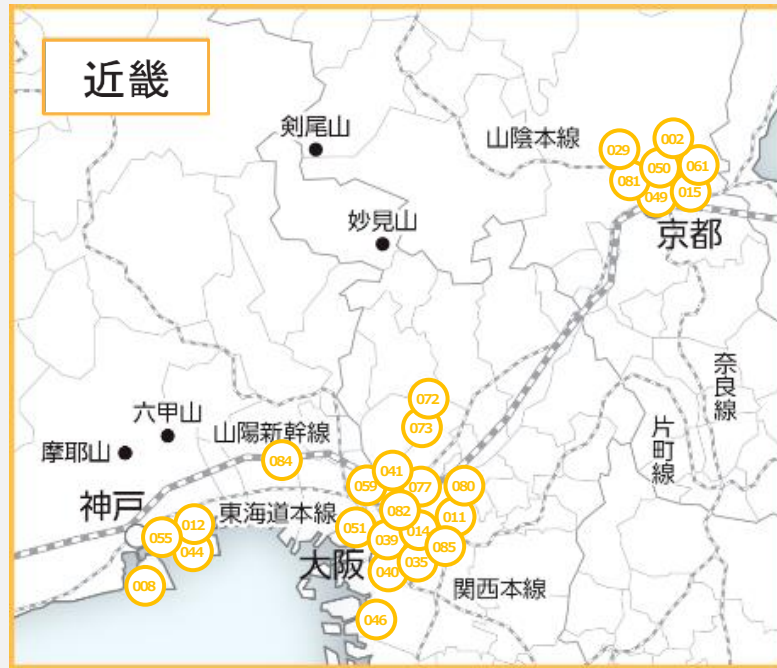 近畿
剣尾山
山陰本線
002
029
050
061
081
049
015
京都
妙見山
奈良線
072
六甲山
073
片町線
山陽新幹線
摩耶山
084
041
059
077
080
神戸
082
012
東海道本線
051
014
011
055
039
085
044
大阪
040
035
008
関西本線
046